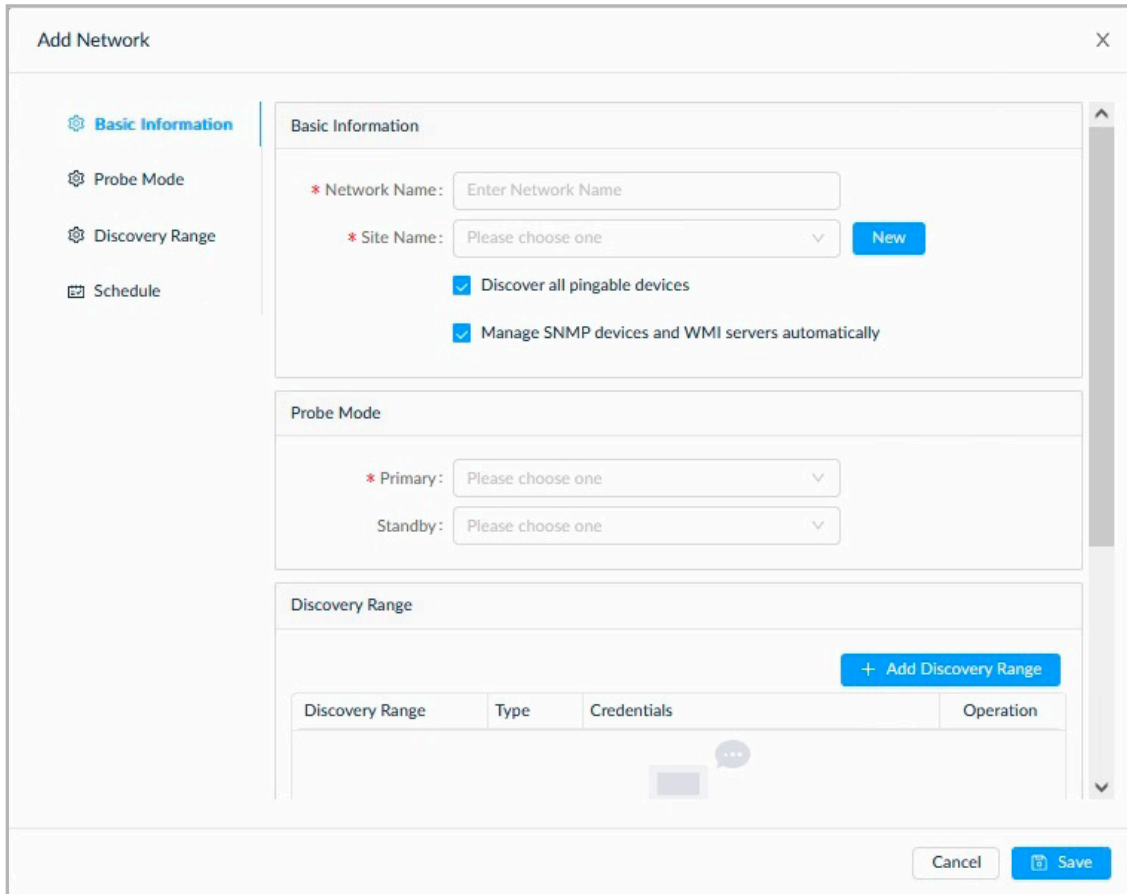 Add Network
Basic Information
Probe Mode
Discovery Range
Schedule
Basic Information
* Network Name: Enter Network Name
* Site Name: Please choose one New
Discover all pingable devices
Manage SNMP devices and WMI servers automatically
Probe Mode
* Primary: Please choose one
Standby: Please choose one
Discovery Range
+ Add Discovery Range
Discovery Range Type Credentials Operation
Cancel Save